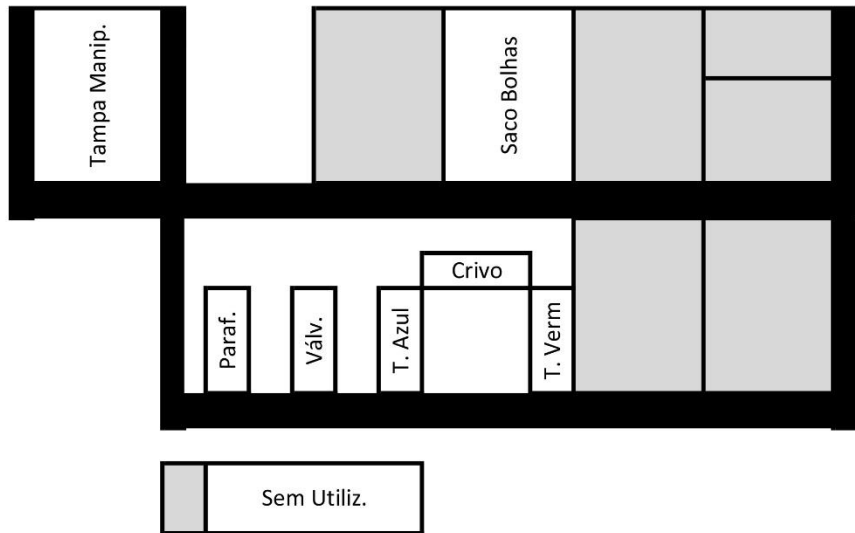 Tampa Manip.
Saco Bolhas
Crivo
Paraf.
Válv.
T. Azul
T. Verm
Sem Utiliz.